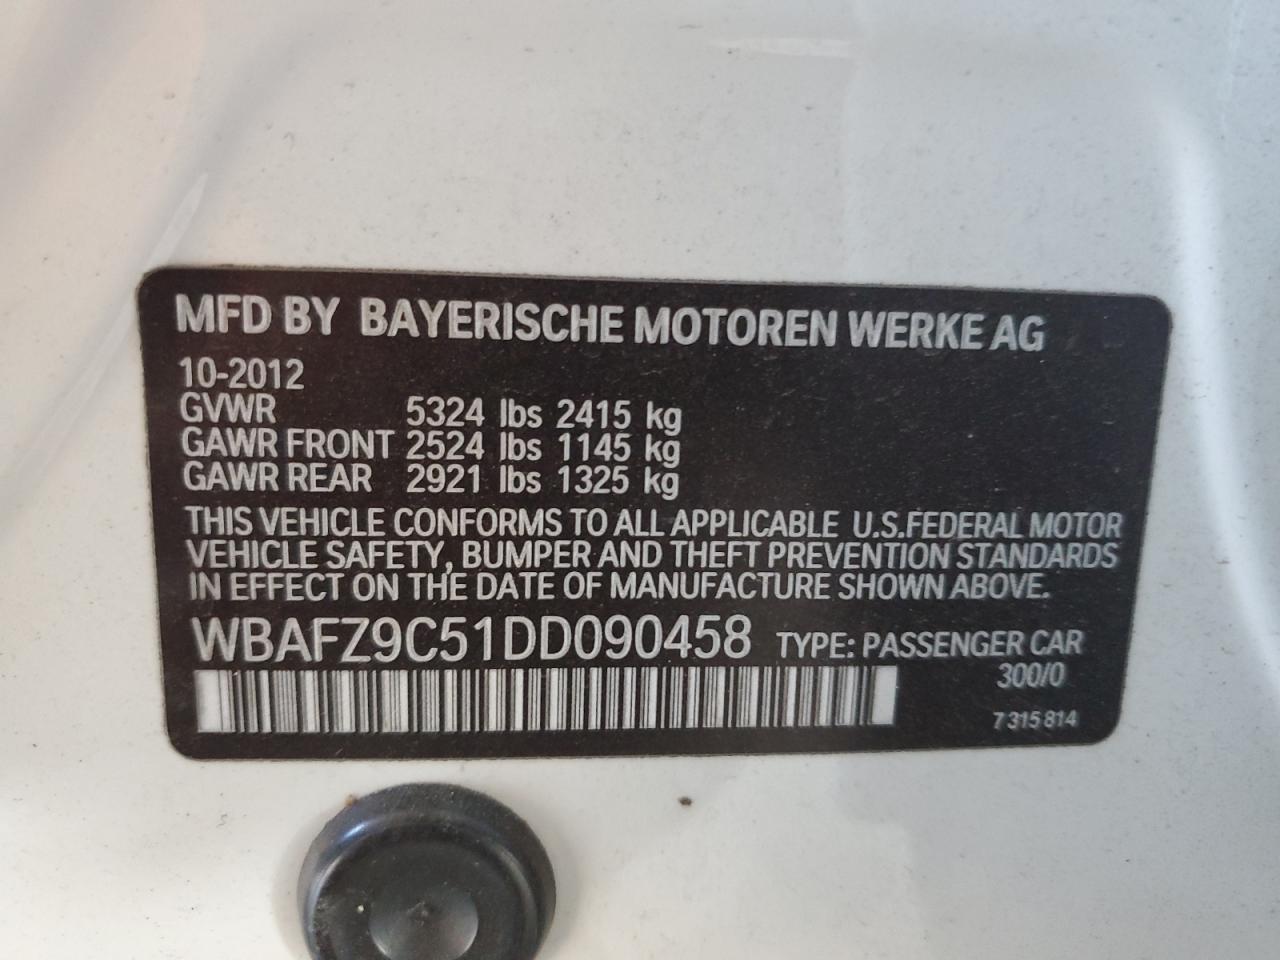 MFD BY BAYERISCHE MOTOREN WERKE AG
10-2012
GVWR 5324 lbs 2415 kg
GAWR FRONT 2524 lbs 1145 kg
GAWR REAR 2921 lbs 1325 kg
THIS VEHICLE CONFORMS TO ALL APPLICABLE U.S.FEDERAL MOTOR
VEHICLE SAFETY, BUMPER AND THEFT PREVENTION STANDARDS
IN EFFECT ON THE DATE OF MANUFACTURE SHOWN ABOVE.
WBAFZ9C51DD090458 TYPE: PASSENGER CAR
300/0
7 315 814